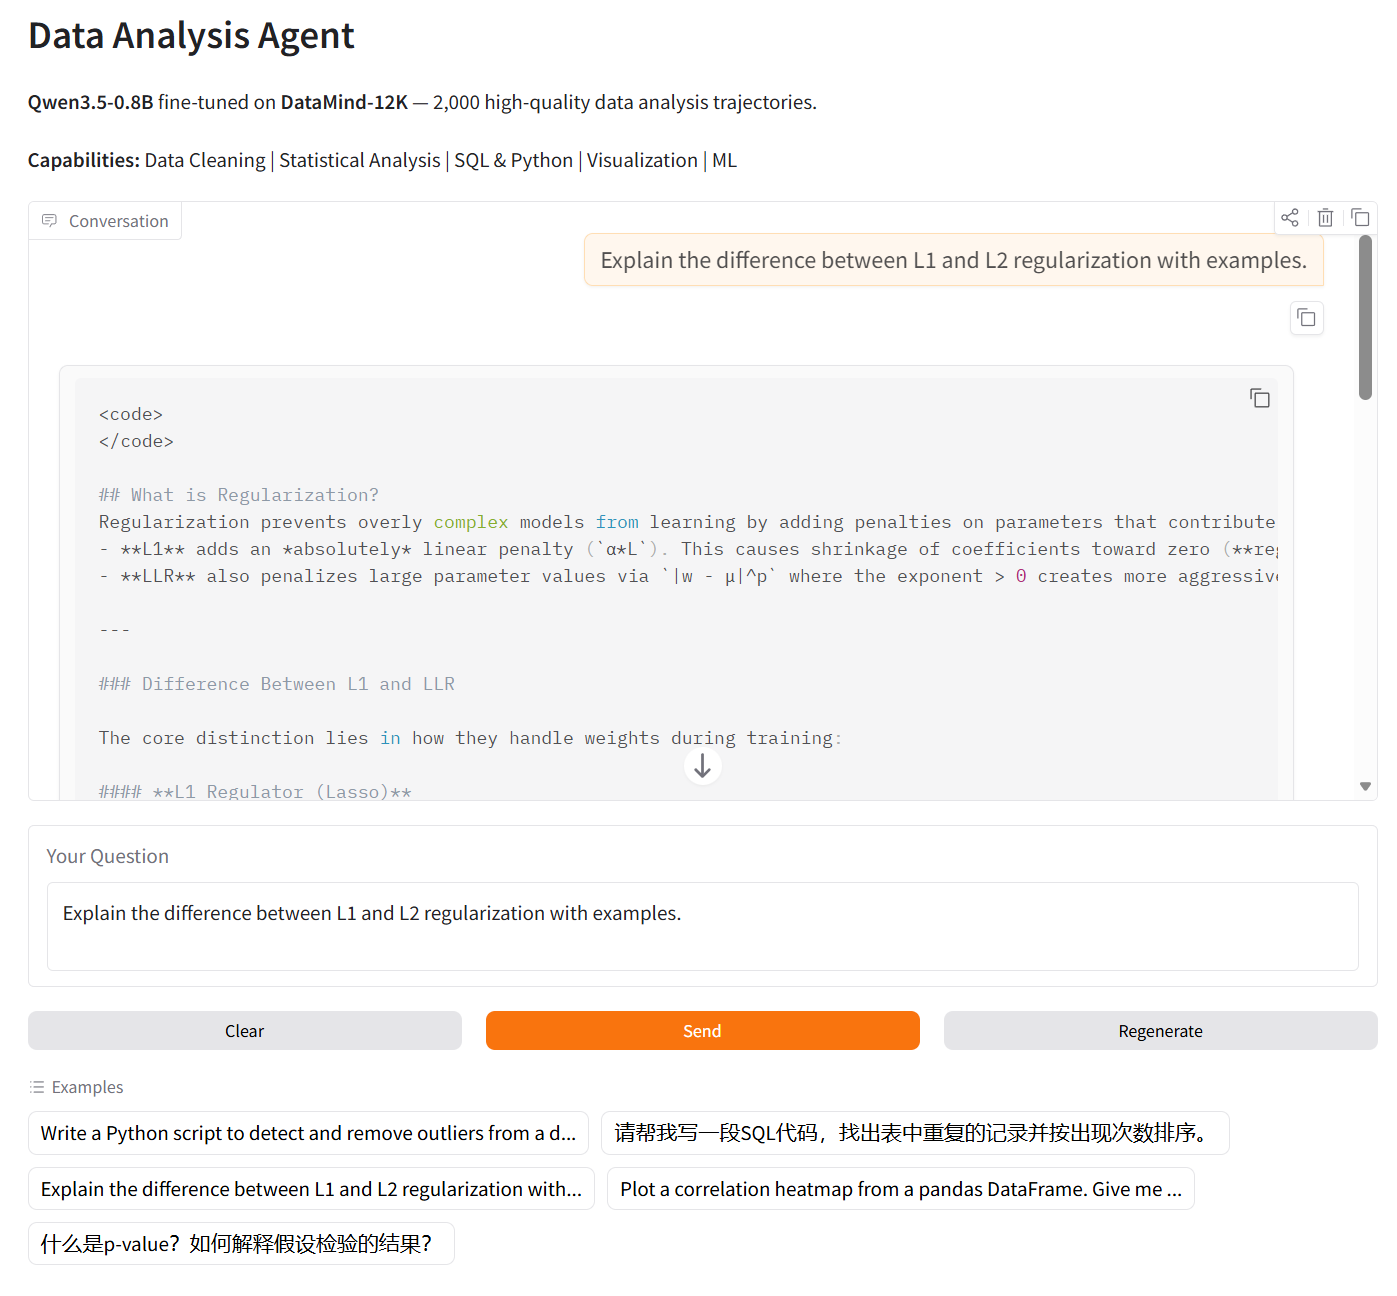 Data Analysis Agent
Qwen3.5-0.8B fine-tuned on DataMind-12K — 2,000 high-quality data analysis trajectories.
Capabilities: Data Cleaning | Statistical Analysis | SQL & Python | Visualization | ML
Conversation
Explain the difference between L1 and L2 regularization with examples.
<code>
</code>
## What is Regularization?
Regularization prevents overly complex models from learning by adding penalties on parameters that contribute
- **L1** adds an *absolutely* linear penalty (`α*L`). This causes shrinkage of coefficients toward zero (**reg
- **LLR** also penalizes large parameter values via `|w - μ|^p` where the exponent > 0 creates more aggressive
---
### Difference Between L1 and LLR
The core distinction lies in how they handle weights during training:
#### **L1 Regulator (Lasso)**
Your Question
Explain the difference between L1 and L2 regularization with examples.
Clear
Send
Regenerate
Examples
Write a Python script to detect and remove outliers from a d...
请帮我写一段SQL代码，找出表中重复的记录并按出现次数排序。
Explain the difference between L1 and L2 regularization with...
Plot a correlation heatmap from a pandas DataFrame. Give me ...
什么是p-value？如何解释假设检验的结果？